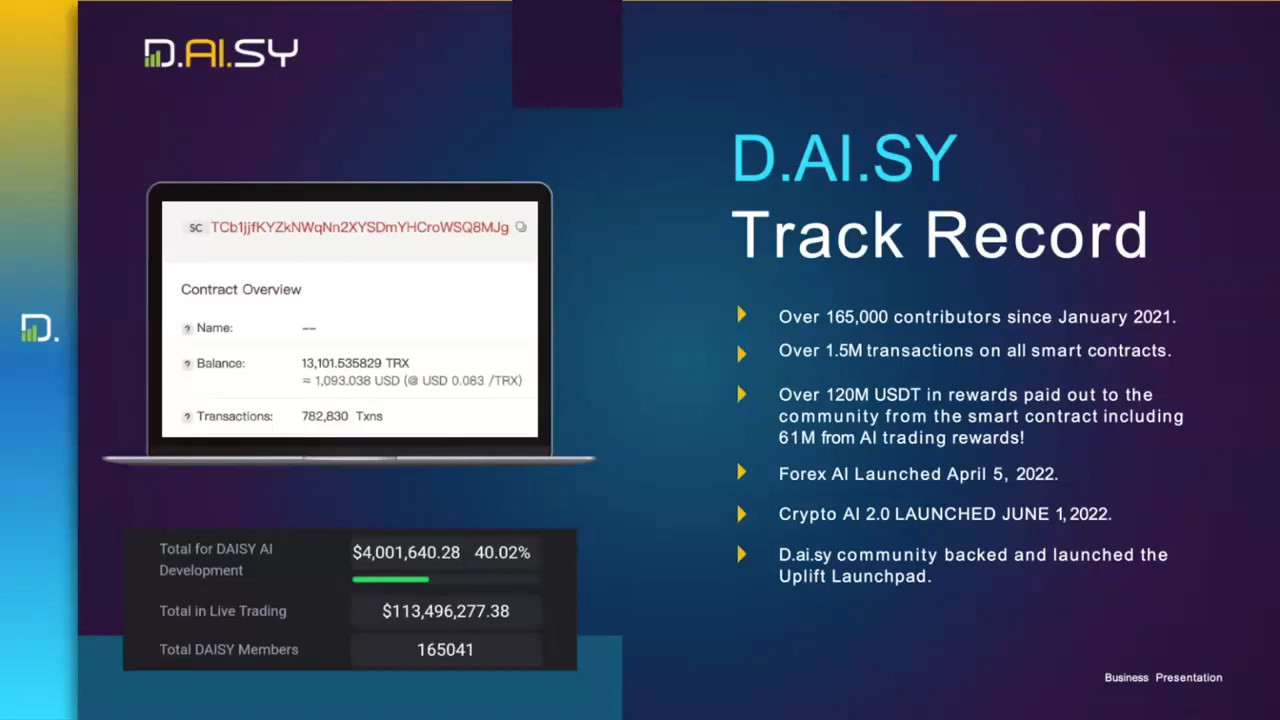 D.AI.SY
SC TCb1jjfKYZkNWqNn2XYSDmYHCroWSQ8MJg
Contract Overview
? Name: —
? Balance: 13,101.535829 TRX
≈ 1,093.038 USD (@ USD 0.083 /TRX)
? Transactions: 782,830 Txns
Total for DAISY AI
Development
$4,001,640.28 40.02%
Total in Live Trading $113,496,277.38
Total DAISY Members 165041
D.
D.AI.SY
Track Record
Over 165,000 contributors since January 2021.
Over 1.5M transactions on all smart contracts.
Over 120M USDT in rewards paid out to the
community from the smart contract including
61M from AI trading rewards!
Forex AI Launched April 5, 2022.
Crypto AI 2.0 LAUNCHED JUNE 1, 2022.
D.ai.sy community backed and launched the
Uplift Launchpad.
Business Presentation